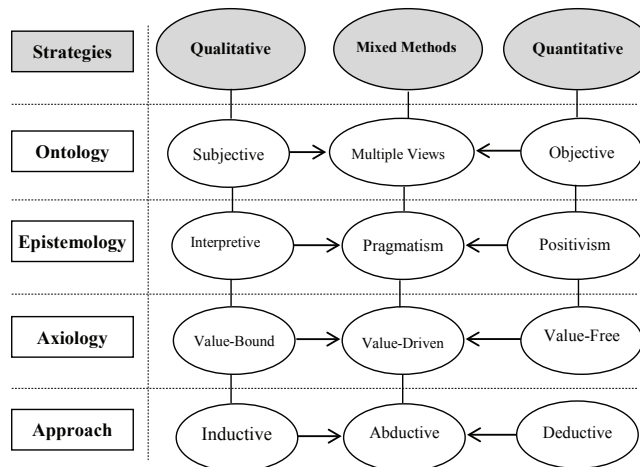 Strategies
Qualitative
Mixed Methods
Quantitative
Ontology
Subjective
Multiple Views
Objective
Epistemology
Interpretive
Pragmatism
Positivism
Axiology
Value-Bound
Value-Driven
Value-Free
Approach
Inductive
Abductive
Deductive